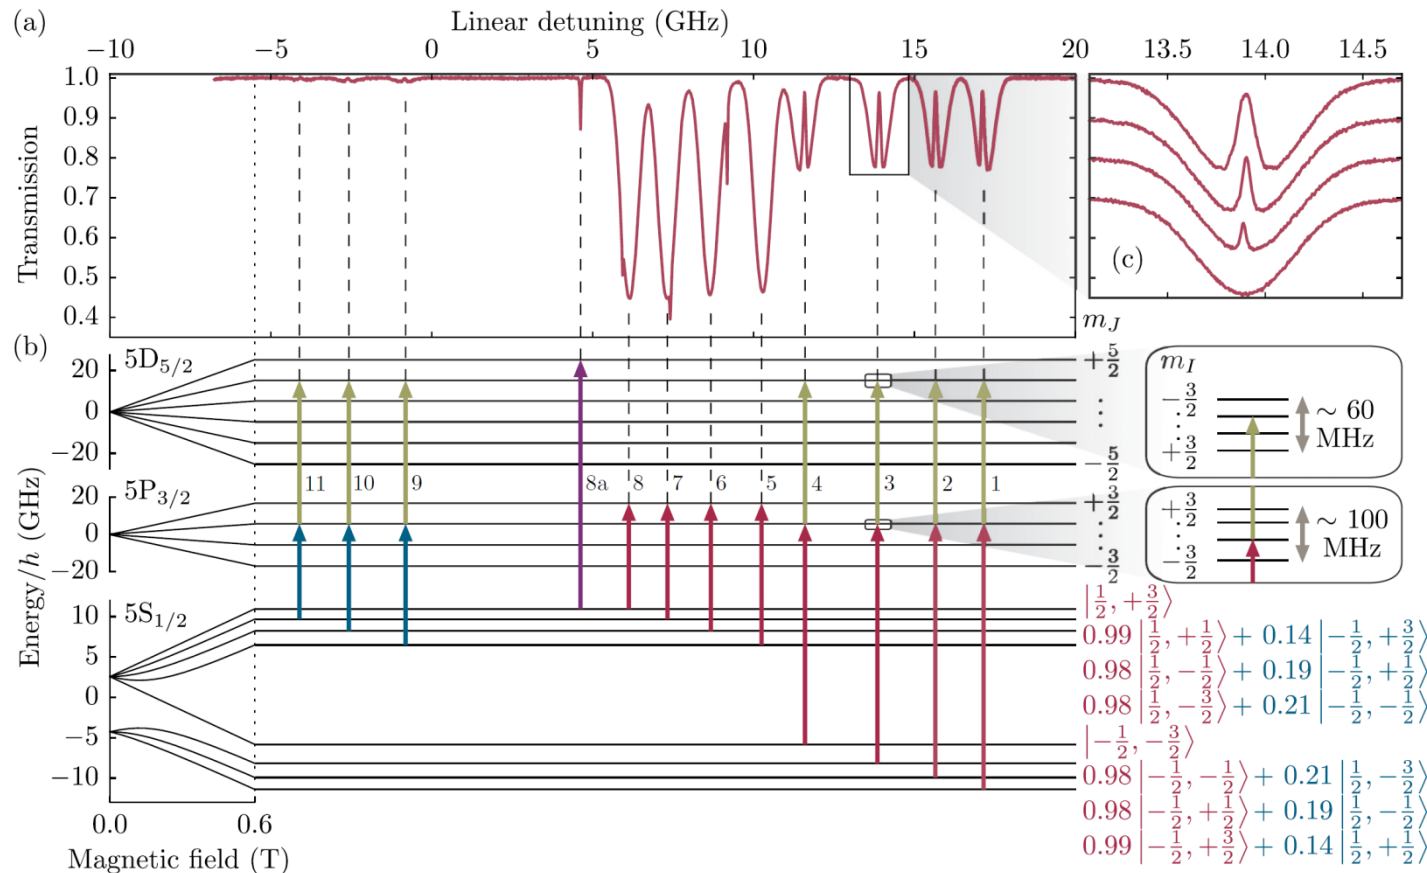 (a)
Linear detuning (GHz)
−10 −5 0 5 10 15 20
13.5 14.0 14.5
Transmission
1.0
0.9
0.8
0.7
0.6
0.5
0.4
(c)
(b)
m_J
Energy/h (GHz)
5D_{5/2}
20
0
−20
+5/2
⋮
−5/2
11 10 9 8a 8 7 6 5 4 3 2 1
5P_{3/2}
20
0
−20
+3/2
⋮
−3/2
m_I
−3/2
⋮
+3/2
∼ 60
MHz
+3/2
⋮
−3/2
∼ 100
MHz
5S_{1/2}
10
5
0
−5
−10
|1/2, +3/2⟩
0.99 |1/2, +1/2⟩ + 0.14 |−1/2, +3/2⟩
0.98 |1/2, −1/2⟩ + 0.19 |−1/2, +1/2⟩
0.98 |1/2, −3/2⟩ + 0.21 |−1/2, −1/2⟩
|−1/2, −3/2⟩
0.98 |−1/2, −1/2⟩ + 0.21 |1/2, −3/2⟩
0.98 |−1/2, +1/2⟩ + 0.19 |1/2, −1/2⟩
0.99 |−1/2, +3/2⟩ + 0.14 |1/2, +1/2⟩
0.0 0.6
Magnetic field (T)